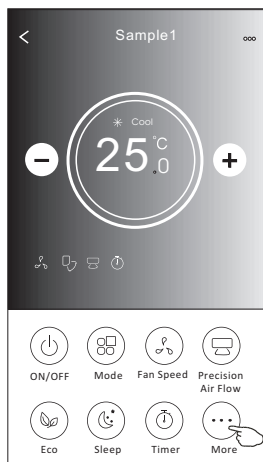 Sample1
Cool
25.0°C
ON/OFF Mode Fan Speed Precision Air Flow
Eco Sleep Timer More